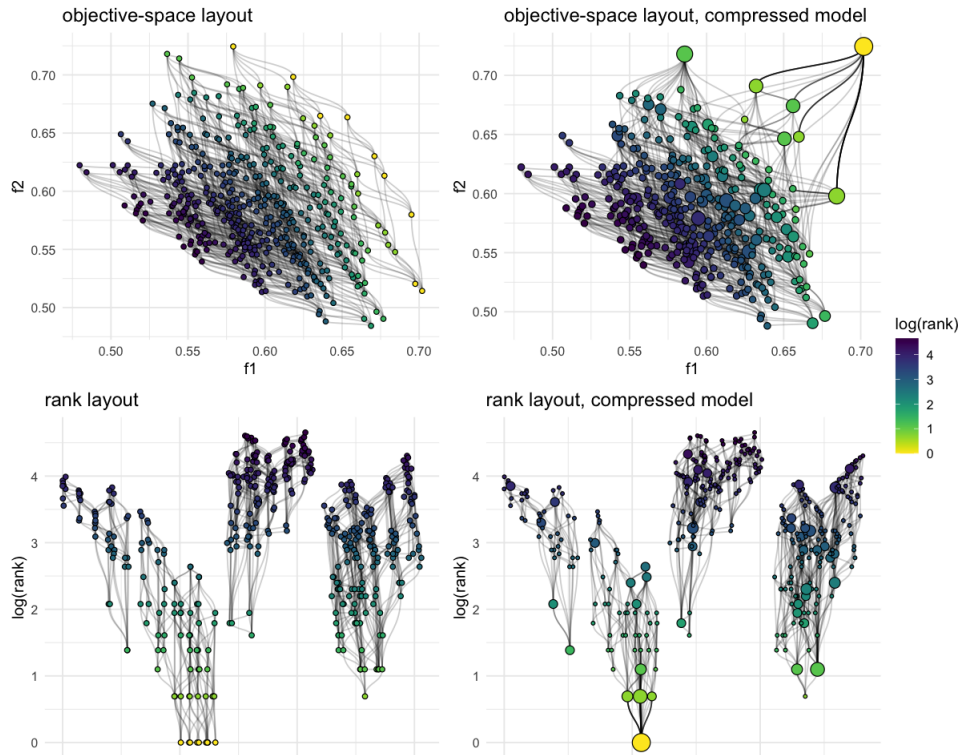 objective-space layout
objective-space layout, compressed model
0.70
0.65
0.60
0.55
0.50
f2
0.50 0.55 0.60 0.65 0.70
f1
0.70
0.65
0.60
0.55
0.50
f2
0.50 0.55 0.60 0.65 0.70
f1
log(rank)
4
3
2
1
0
rank layout
rank layout, compressed model
4
3
2
1
0
log(rank)
4
3
2
1
0
log(rank)